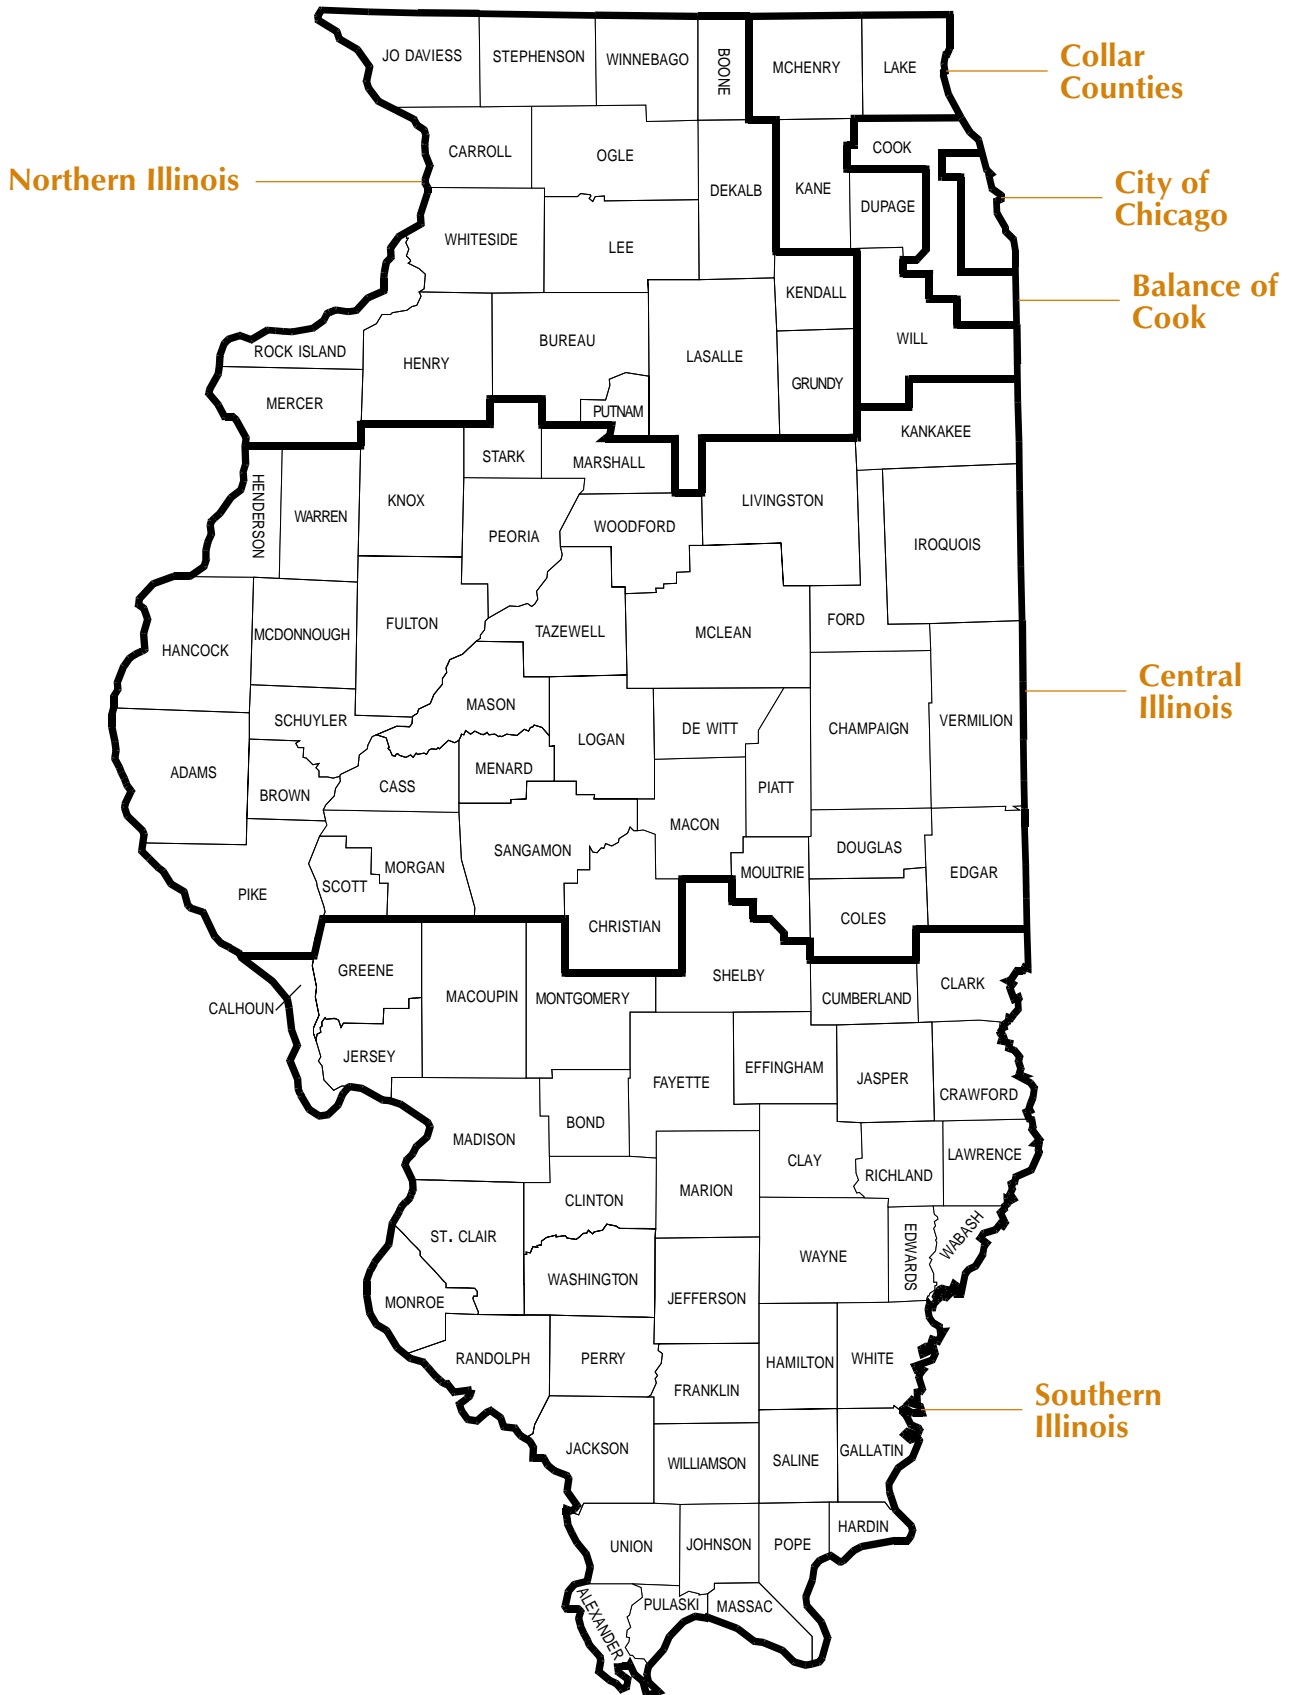 JO DAVIESS
STEPHENSON
WINNEBAGO
BOONE
MCHENRY
LAKE
Collar
Counties
CARROLL
OGLE
COOK
Northern Illinois
DEKALB
KANE
DUPAGE
City of
Chicago
WHITESIDE
LEE
KENDALL
Balance of
Cook
ROCK ISLAND
HENRY
BUREAU
LASALLE
WILL
MERCER
PUTNAM
GRUNDY
KANKAKEE
STARK
MARSHALL
HENDERSON
WARREN
KNOX
PEORIA
WOODFORD
LIVINGSTON
IROQUOIS
HANCOCK
MCDONNOUGH
FULTON
TAZEWELL
MCLEAN
FORD
Central
Illinois
SCHUYLER
MASON
LOGAN
DE WITT
CHAMPAIGN
VERMILION
ADAMS
BROWN
CASS
MENARD
PIATT
MACON
PIKE
SCOTT
MORGAN
SANGAMON
MOULTRIE
DOUGLAS
EDGAR
CHRISTIAN
COLES
CALHOUN
GREENE
MACOUPIN
MONTGOMERY
SHELBY
CUMBERLAND
CLARK
JERSEY
FAYETTE
EFFINGHAM
JASPER
CRAWFORD
MADISON
BOND
CLAY
RICHLAND
LAWRENCE
CLINTON
MARION
ST. CLAIR
WAYNE
EDWARDS
WABASH
MONROE
WASHINGTON
JEFFERSON
RANDOLPH
PERRY
FRANKLIN
HAMILTON
WHITE
Southern
Illinois
JACKSON
WILLIAMSON
SALINE
GALLATIN
UNION
JOHNSON
POPE
HARDIN
ALEXANDER
PULASKI
MASSAC